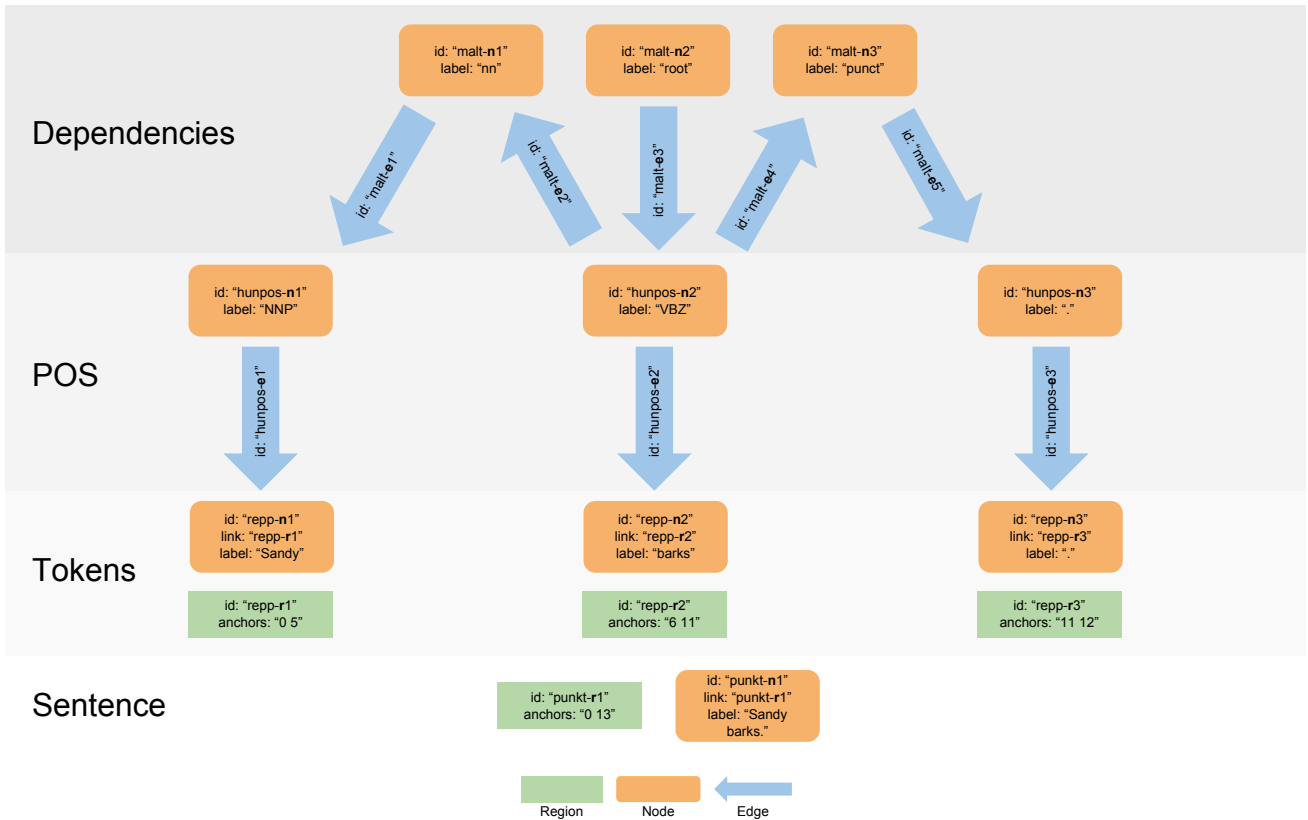 id: “malt-n1”
label: “nn”
id: “malt-n2”
label: “root”
id: “malt-n3”
label: “punct”
Dependencies
id: “malt-e1”
id: “malt-e2”
id: “malt-e3”
id: “malt-e4”
id: “malt-e5”
id: “hunpos-n1”
label: “NNP”
id: “hunpos-n2”
label: “VBZ”
id: “hunpos-n3”
label: “.”
POS
id: “hunpos-e1”
id: “hunpos-e2”
id: “hunpos-e3”
Tokens
id: “repp-n1”
link: “repp-r1”
label: “Sandy”
id: “repp-n2”
link: “repp-r2”
label: “barks”
id: “repp-n3”
link: “repp-r3”
label: “.”
id: “repp-r1”
anchors: “0 5”
id: “repp-r2”
anchors: “6 11”
id: “repp-r3”
anchors: “11 12”
Sentence
id: “punkt-r1”
anchors: “0 13”
id: “punkt-n1”
link: “punkt-r1”
label: “Sandy
barks.”
Region
Node
Edge